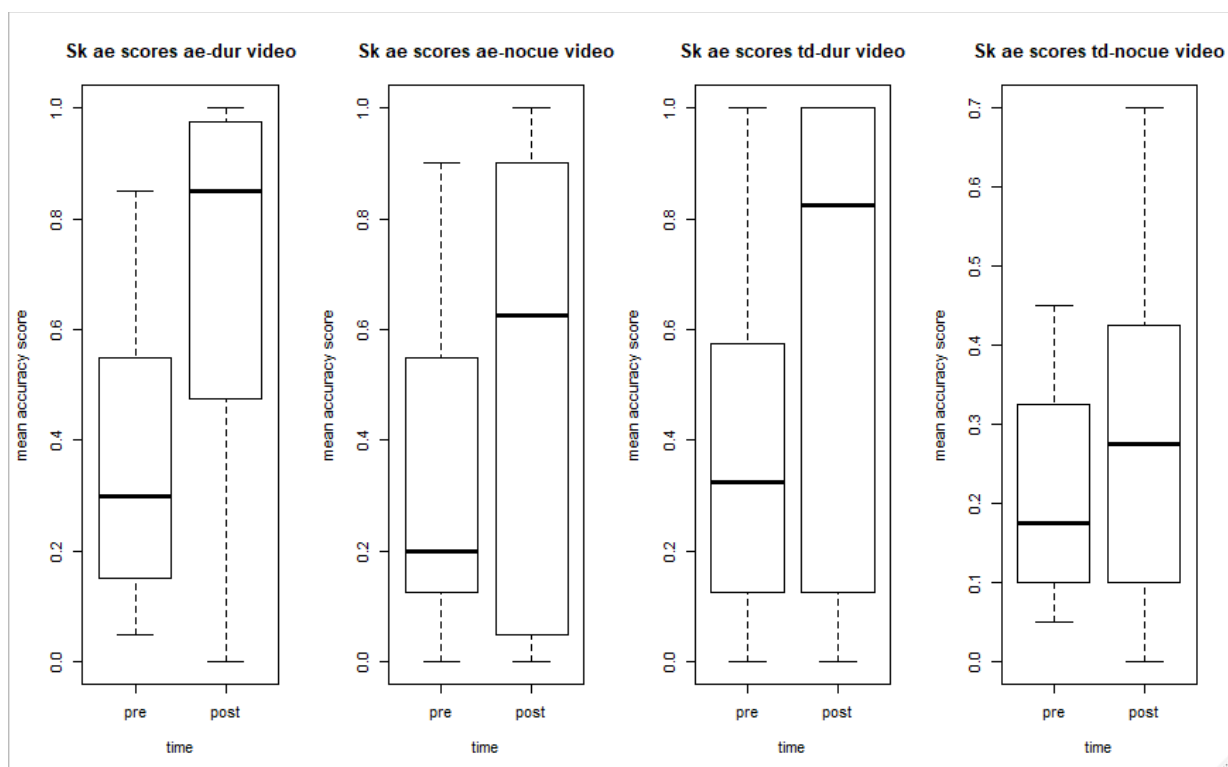 Sk ae scores ae-dur video
mean accuracy score
0.0 0.2 0.4 0.6 0.8 1.0
pre post
time
Sk ae scores ae-nocue video
mean accuracy score
0.0 0.2 0.4 0.6 0.8 1.0
pre post
time
Sk ae scores td-dur video
mean accuracy score
0.0 0.2 0.4 0.6 0.8 1.0
pre post
time
Sk ae scores td-nocue video
mean accuracy score
0.0 0.1 0.2 0.3 0.4 0.5 0.6 0.7
pre post
time